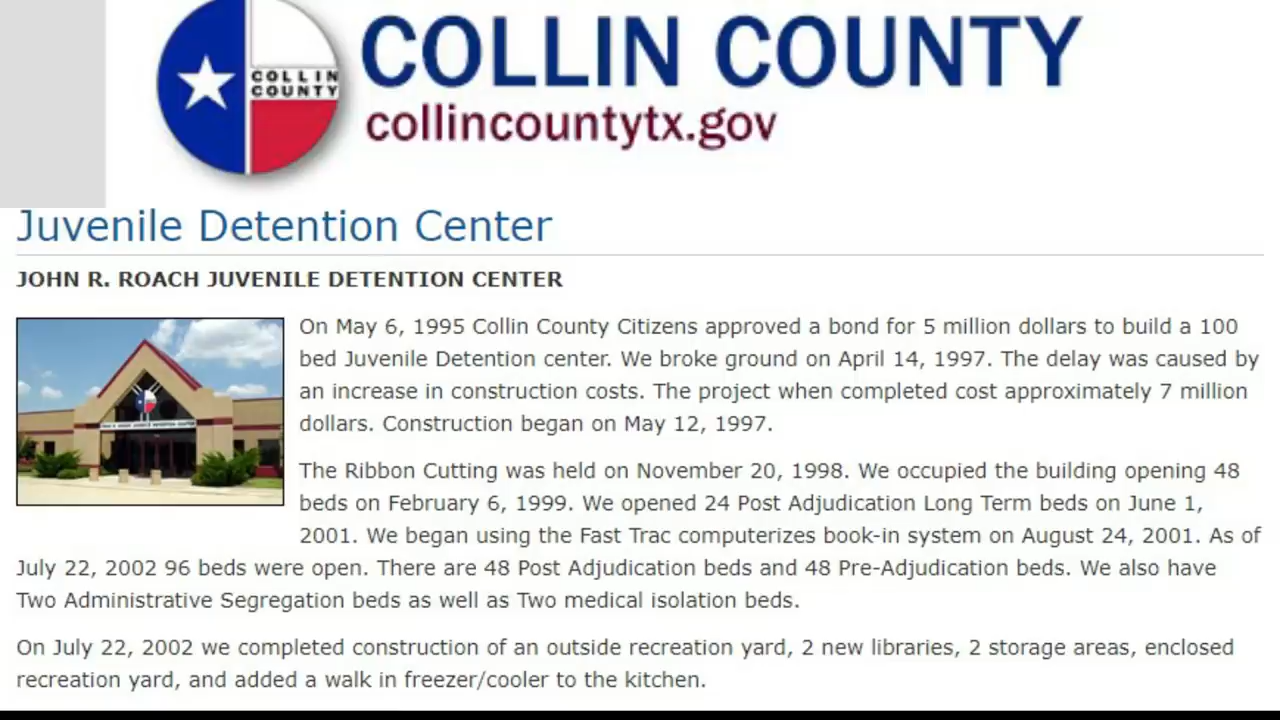 COLLIN
COUNTY
COLLIN COUNTY
collincountytx.gov
Juvenile Detention Center
JOHN R. ROACH JUVENILE DETENTION CENTER
On May 6, 1995 Collin County Citizens approved a bond for 5 million dollars to build a 100
bed Juvenile Detention center. We broke ground on April 14, 1997. The delay was caused by
an increase in construction costs. The project when completed cost approximately 7 million
dollars. Construction began on May 12, 1997.
The Ribbon Cutting was held on November 20, 1998. We occupied the building opening 48
beds on February 6, 1999. We opened 24 Post Adjudication Long Term beds on June 1,
2001. We began using the Fast Trac computerizes book-in system on August 24, 2001. As of
July 22, 2002 96 beds were open. There are 48 Post Adjudication beds and 48 Pre-Adjudication beds. We also have
Two Administrative Segregation beds as well as Two medical isolation beds.
On July 22, 2002 we completed construction of an outside recreation yard, 2 new libraries, 2 storage areas, enclosed
recreation yard, and added a walk in freezer/cooler to the kitchen.